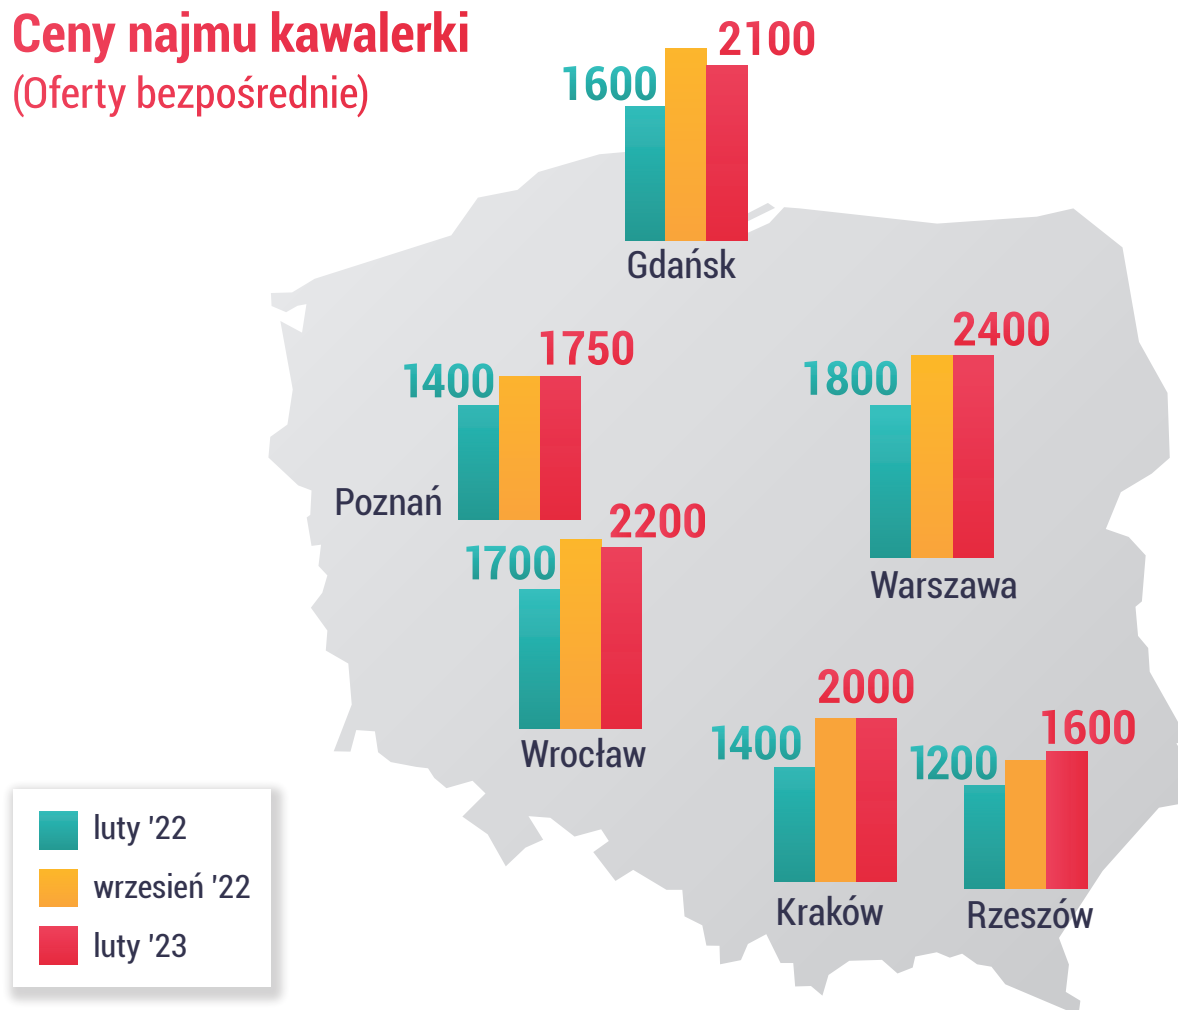 Ceny najmu kawalerki
(Oferty bezpośrednie)
1600
2100
Gdańsk
1400
1750
Poznań
1800
2400
Warszawa
1700
2200
Wrocław
1400
2000
Kraków
1200
1600
Rzeszów
luty '22
wrzesień '22
luty '23